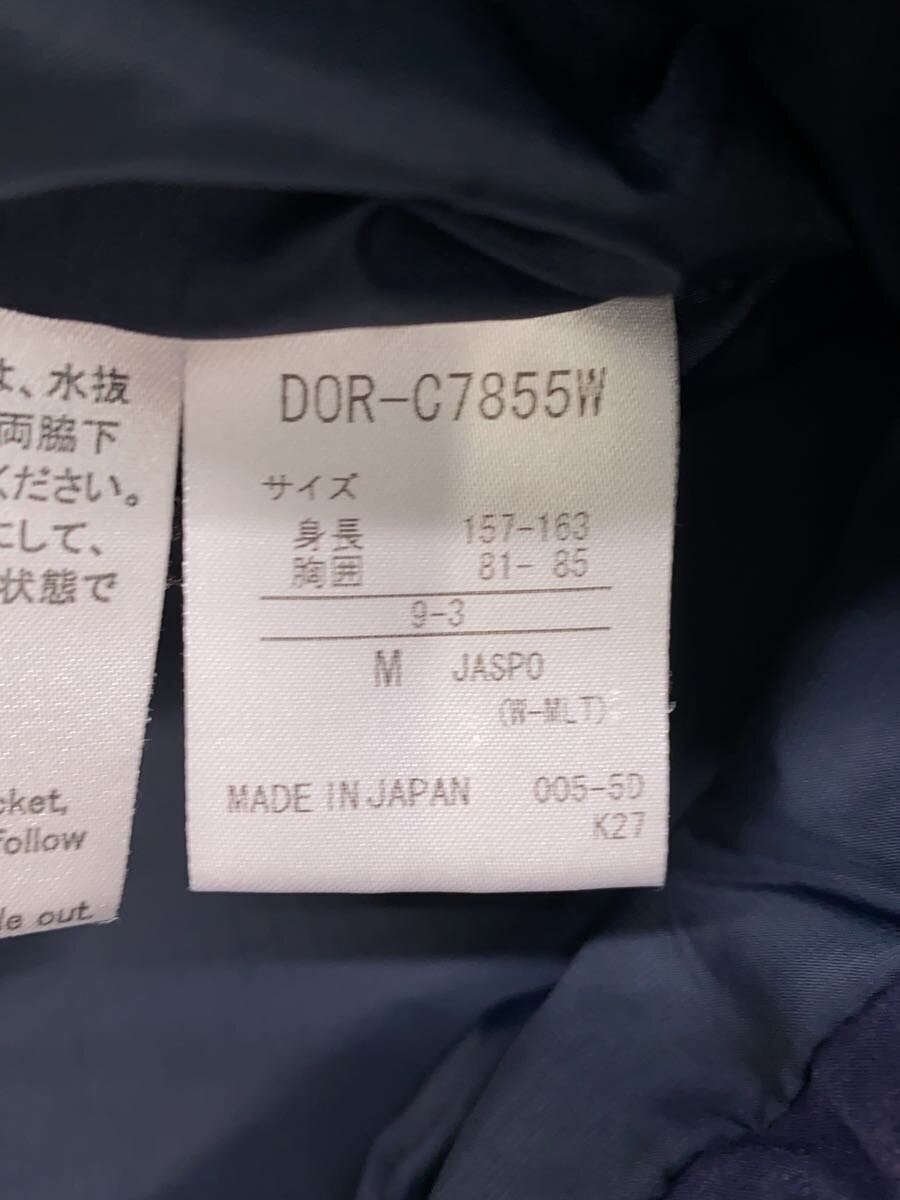 、水抜
両脇下
ください。
にして、
状態で
cket,
follow
de out.
DOR-C7855W
サイズ
身長 157-163
胸囲 81- 85
9-3
M JASPO
(W-MLT)
MADE IN JAPAN 005-5D
K27